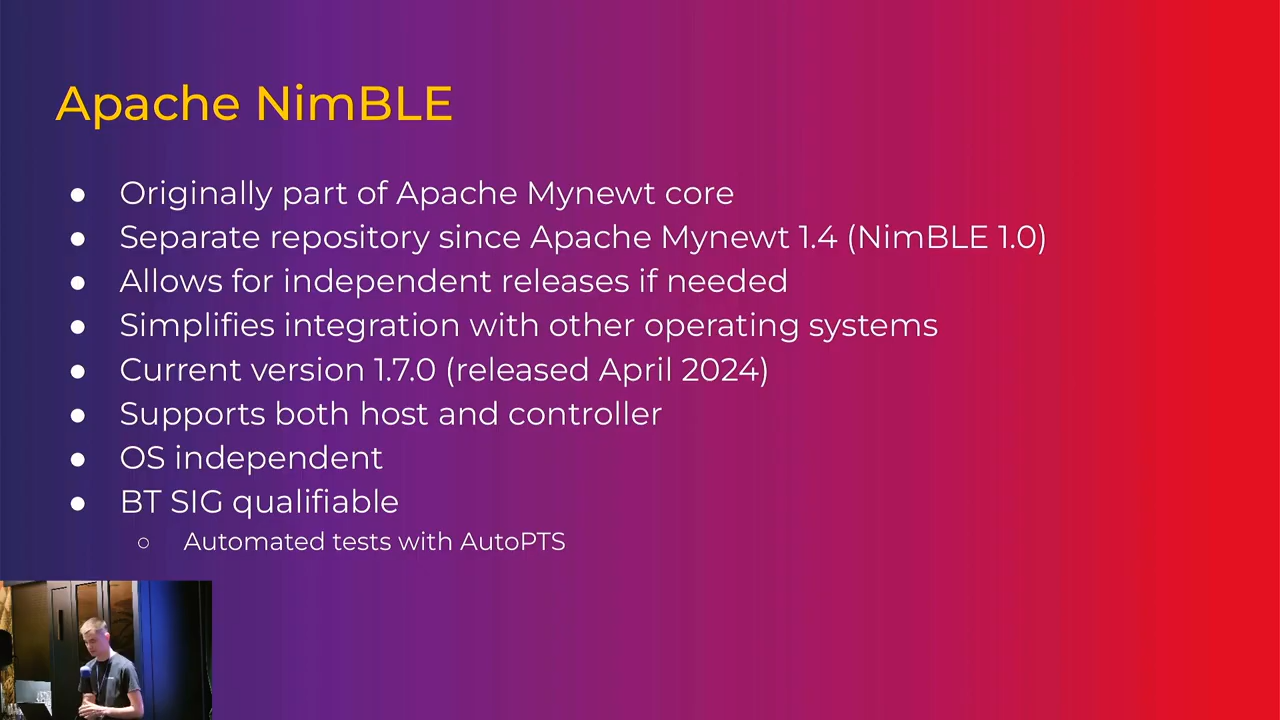 Apache NimBLE
● Originally part of Apache Mynewt core
● Separate repository since Apache Mynewt 1.4 (NimBLE 1.0)
● Allows for independent releases if needed
● Simplifies integration with other operating systems
● Current version 1.7.0 (released April 2024)
● Supports both host and controller
● OS independent
● BT SIG qualifiable
○ Automated tests with AutoPTS